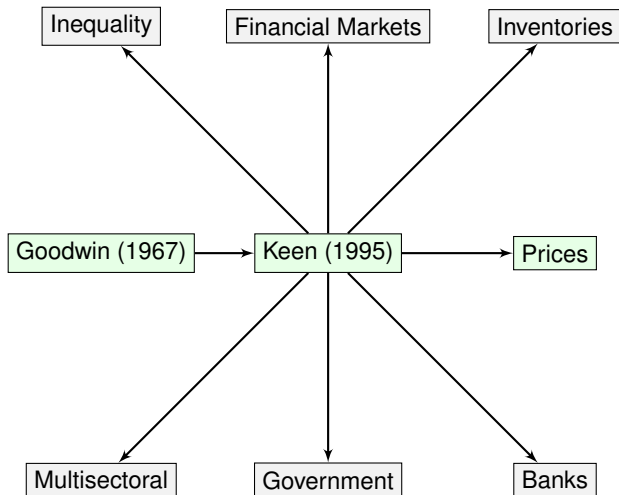 Inequality
Financial Markets
Inventories
Goodwin (1967)
Keen (1995)
Prices
Multisectoral
Government
Banks